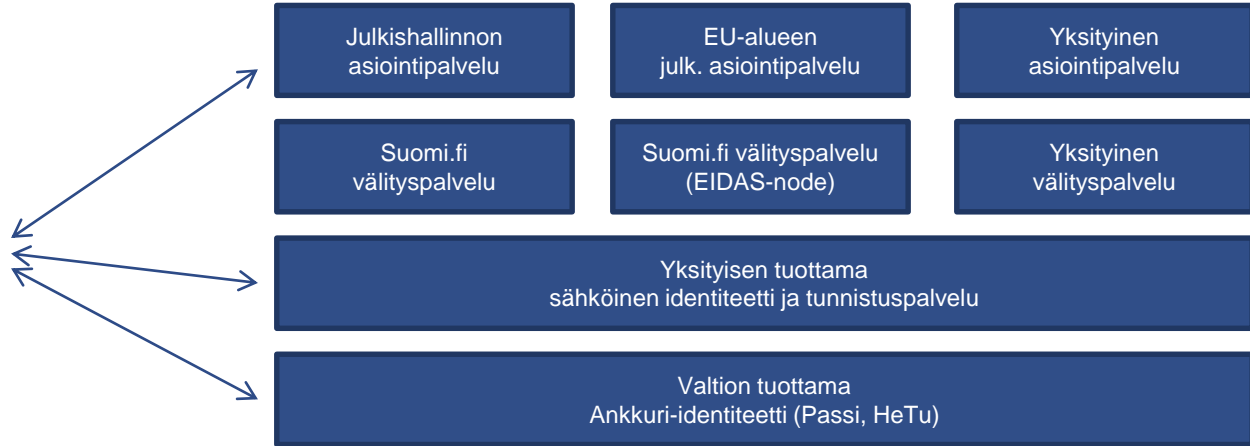 Julkishallinnon
asiointipalvelu
EU-alueen
julk. asiointipalvelu
Yksityinen
asiointipalvelu
Suomi.fi
välityspalvelu
Suomi.fi välityspalvelu
(EIDAS-node)
Yksityinen
välityspalvelu
Yksityisen tuottama
sähköinen identiteetti ja tunnistuspalvelu
Valtion tuottama
Ankkuri-identiteetti (Passi, HeTu)